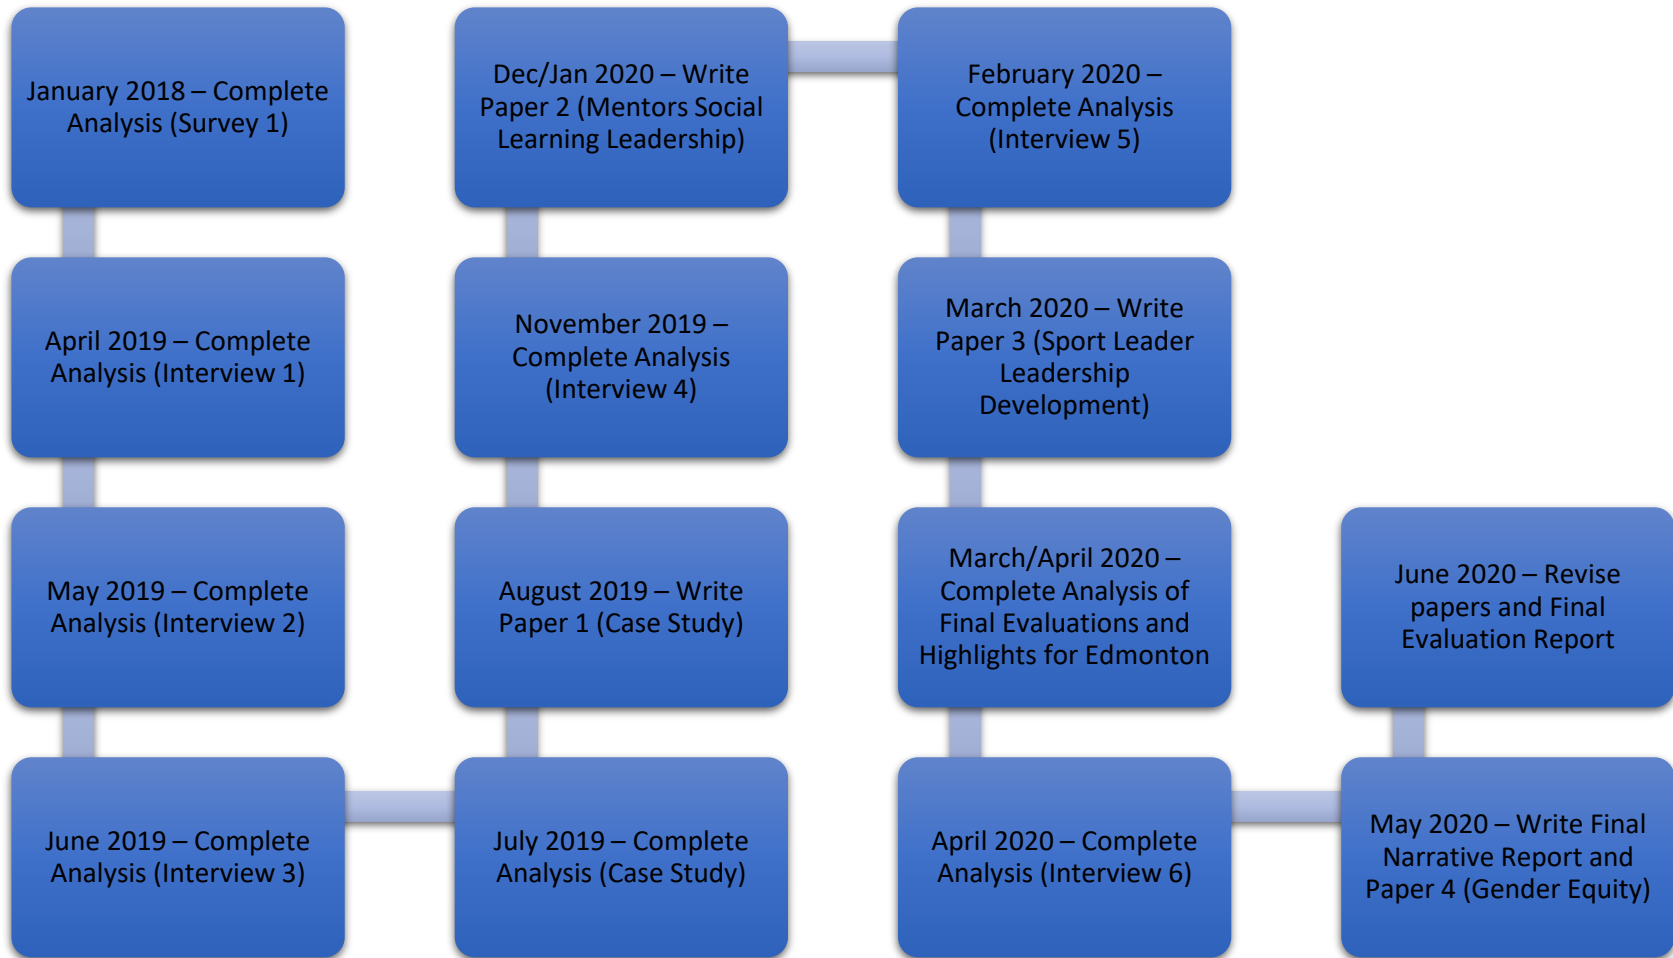 January 2018 – Complete
Analysis (Survey 1)
April 2019 – Complete
Analysis (Interview 1)
May 2019 – Complete
Analysis (Interview 2)
June 2019 – Complete
Analysis (Interview 3)
July 2019 – Complete
Analysis (Case Study)
August 2019 – Write
Paper 1 (Case Study)
November 2019 –
Complete Analysis
(Interview 4)
Dec/Jan 2020 – Write
Paper 2 (Mentors Social
Learning Leadership)
February 2020 –
Complete Analysis
(Interview 5)
March 2020 – Write
Paper 3 (Sport Leader
Leadership
Development)
March/April 2020 –
Complete Analysis of
Final Evaluations and
Highlights for Edmonton
April 2020 – Complete
Analysis (Interview 6)
May 2020 – Write Final
Narrative Report and
Paper 4 (Gender Equity)
June 2020 – Revise
papers and Final
Evaluation Report